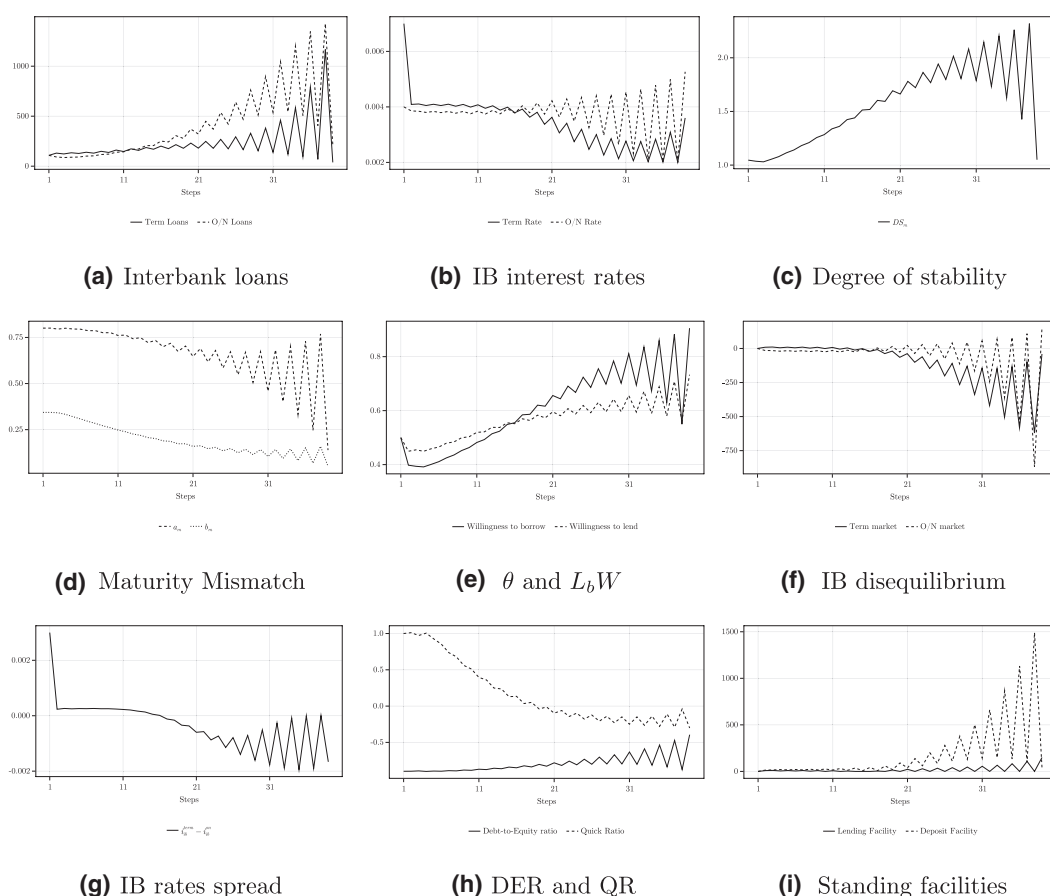 1000
500
0
1 11 21 31
Steps
Term Loans O/N Loans
(a) Interbank loans
0.006
0.004
0.002
1 11 21 31
Steps
Term Rate O/N Rate
(b) IB interest rates
2.0
1.5
1.0
1 11 21 31
Steps
DSₘ
(c) Degree of stability
0.75
0.50
0.25
1 11 21 31
Steps
aₘ bₘ
(d) Maturity Mismatch
0.8
0.6
0.4
1 11 21 31
Steps
Willingness to borrow Willingness to lend
(e) θ and L_bW
0
-250
-500
-750
1 11 21 31
Steps
Term market O/N market
(f) IB disequilibrium
0.002
0.000
-0.002
1 11 21 31
Steps
(g) IB rates spread
1.0
0.5
0.0
-0.5
1 11 21 31
Steps
Debt-to-Equity ratio Quick Ratio
(h) DER and QR
1500
1000
500
0
1 11 21 31
Steps
Lending Facility Deposit Facility
(i) Standing facilities